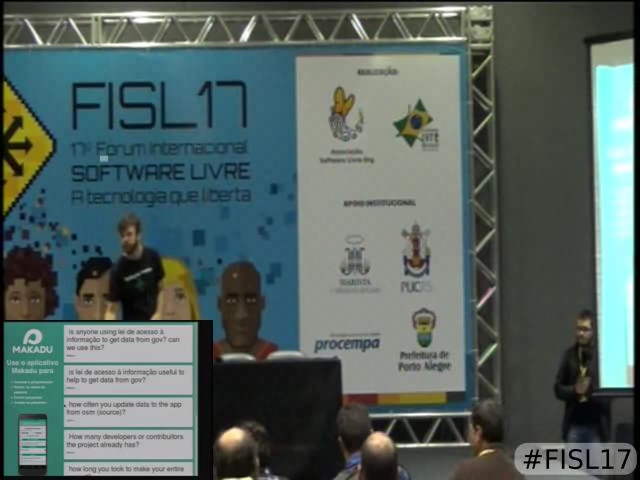 FISL17
17º Fórum Internacional
SOFTWARE LIVRE
A tecnologia que liberta
REALIZAÇÃO:
Associação
Software Livre.Org
APOIO INSTITUCIONAL
MARISTA
PUCRS
procempa
Prefeitura de
Porto Alegre
MAKADU
Use o aplicativo
Makadu para
is anyone using lei de acesso à
informação to get data from gov? can
we use this?
is lei de acesso à informação useful to
help to get data from gov?
how often you update data to the app
from osm (source)?
How many developers or contributors
the project already has?
how long you took to make your entire
#FISL17